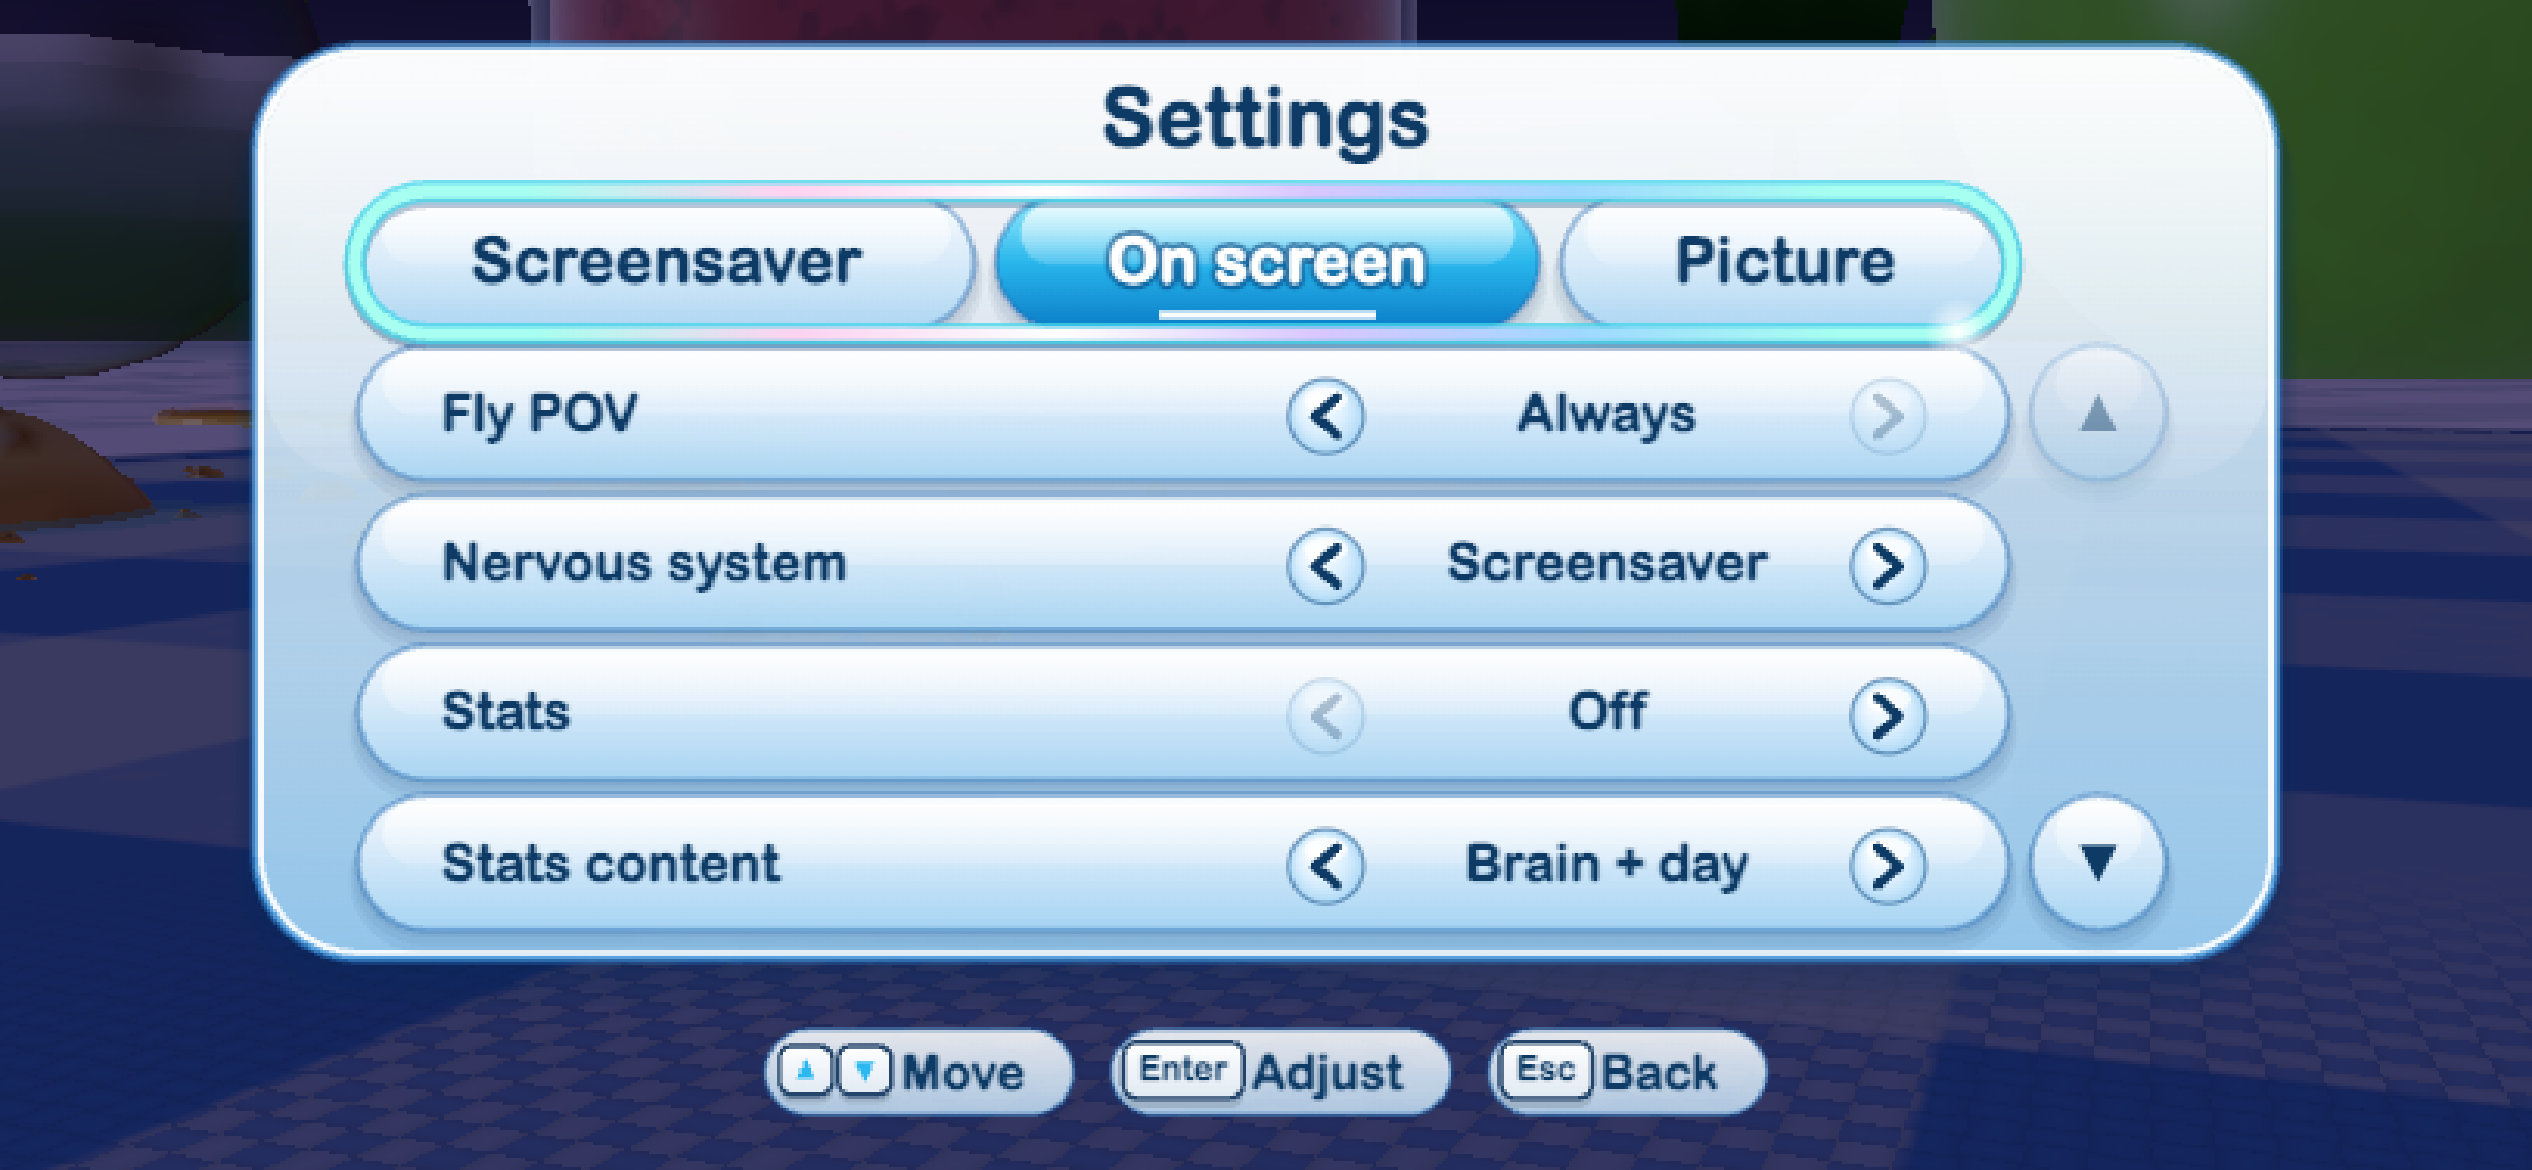 Settings
Screensaver On screen Picture
Fly POV < Always >
▲
Nervous system < Screensaver >
Stats < Off >
Stats content < Brain + day >
▼
▲ ▼ Move Enter Adjust Esc Back